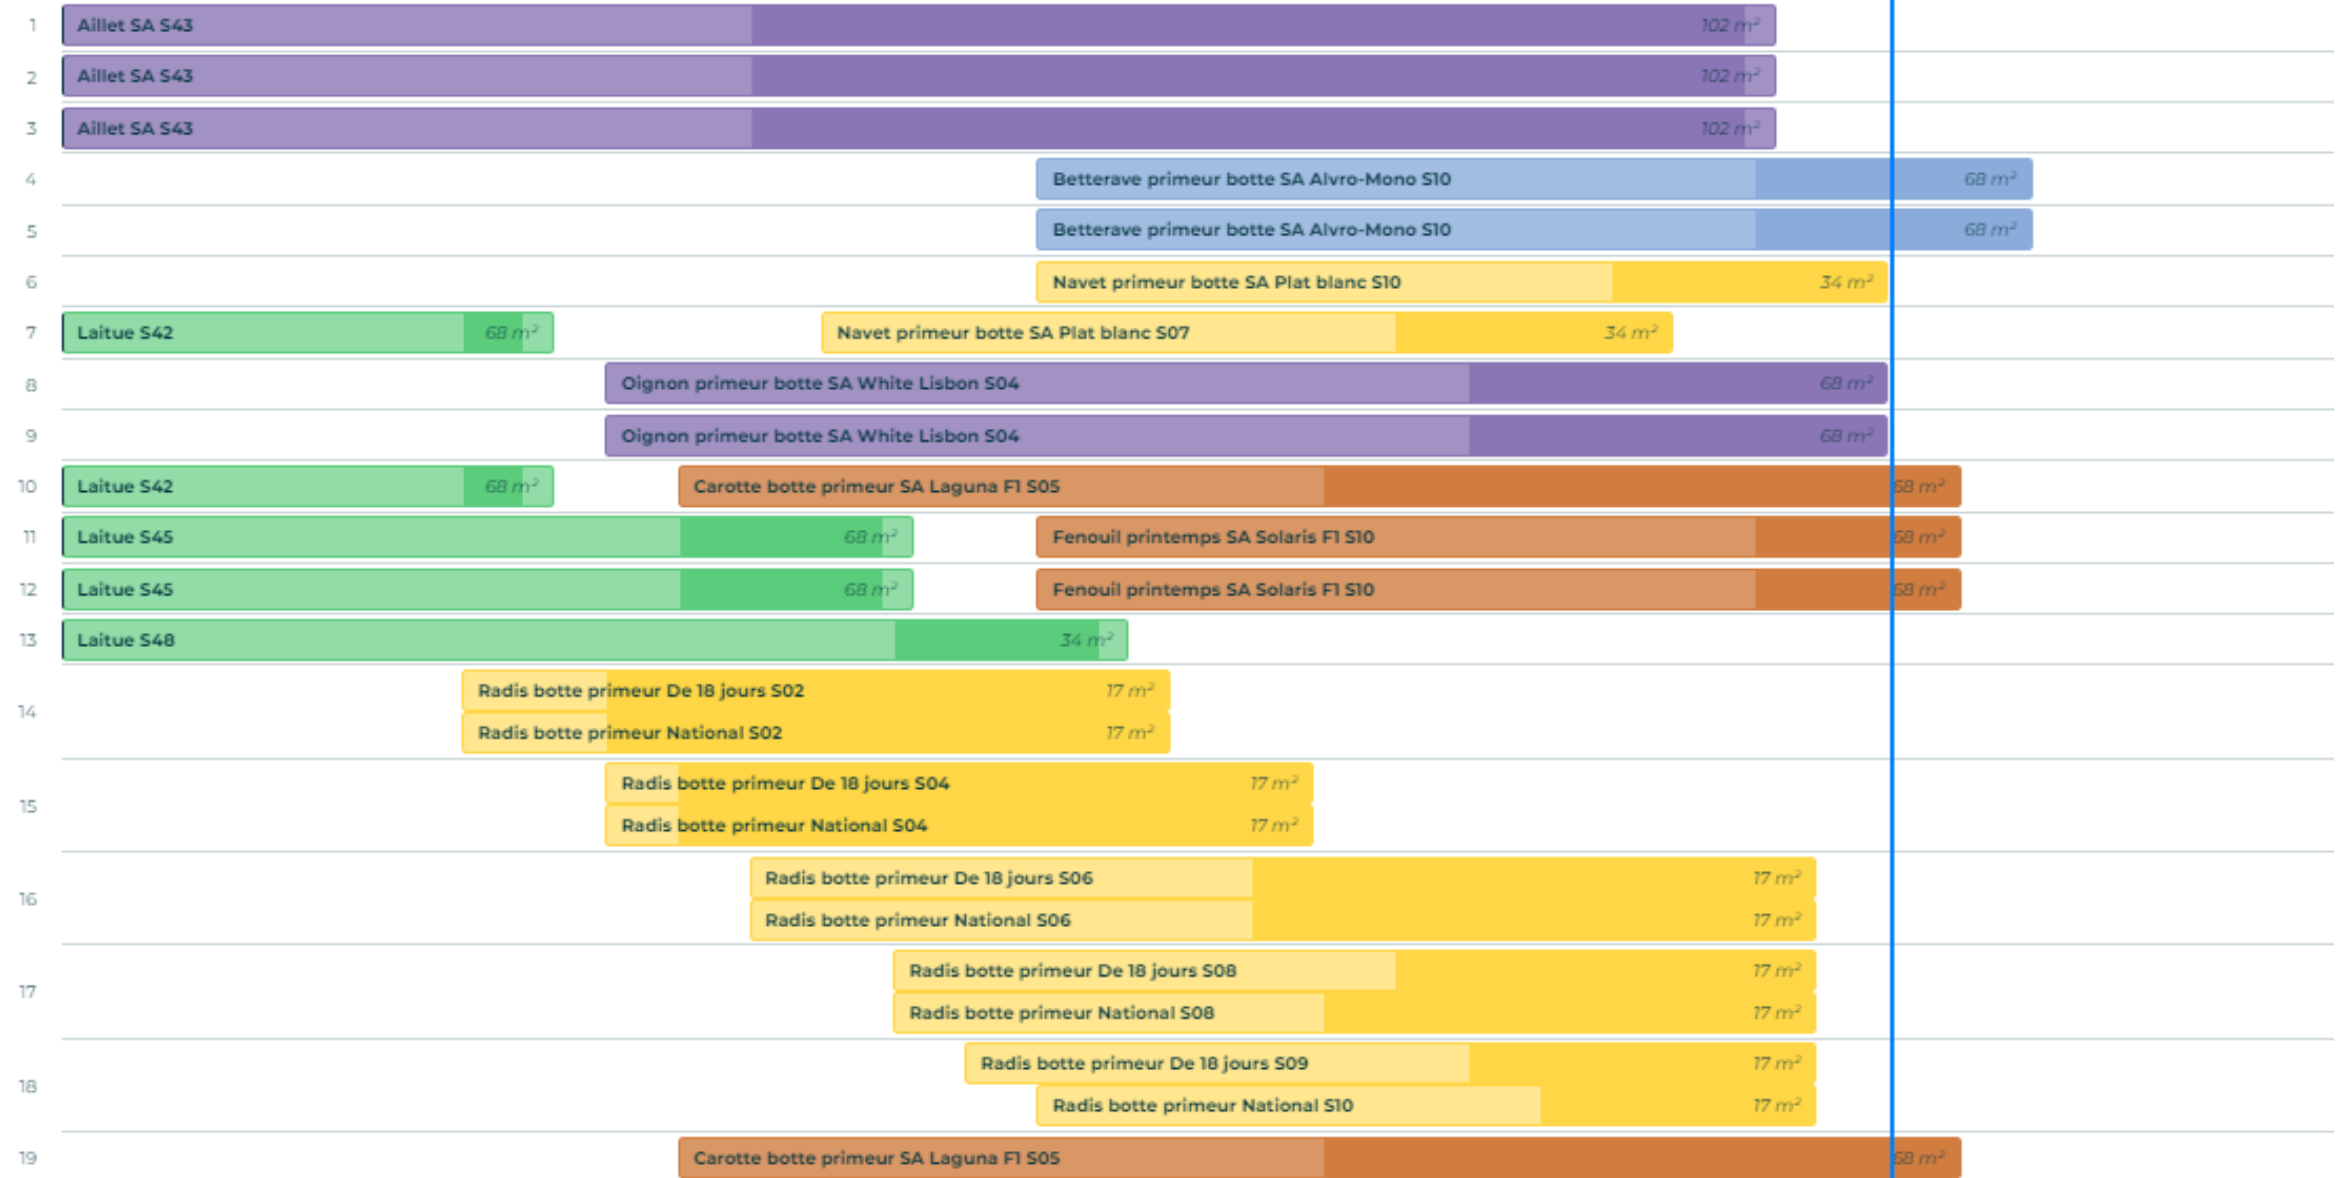 1 Aillet SA S43 102 m²
2 Aillet SA S43 102 m²
3 Aillet SA S43 102 m²
4 Betterave primeur botte SA Alvro-Mono S10 68 m²
5 Betterave primeur botte SA Alvro-Mono S10 68 m²
6 Navet primeur botte SA Plat blanc S10 34 m²
7 Laitue S42 68 m² Navet primeur botte SA Plat blanc S07 34 m²
8 Oignon primeur botte SA White Lisbon S04 68 m²
9 Oignon primeur botte SA White Lisbon S04 68 m²
10 Laitue S42 68 m² Carotte botte primeur SA Laguna F1 S05 68 m²
11 Laitue S45 68 m² Fenouil printemps SA Solaris F1 S10 68 m²
12 Laitue S45 68 m² Fenouil printemps SA Solaris F1 S10 68 m²
13 Laitue S48 34 m²
Radis botte primeur De 18 jours S02 17 m²
14
Radis botte primeur National S02 17 m²
Radis botte primeur De 18 jours S04 17 m²
15
Radis botte primeur National S04 17 m²
Radis botte primeur De 18 jours S06 17 m²
16
Radis botte primeur National S06 17 m²
Radis botte primeur De 18 jours S08 17 m²
17
Radis botte primeur National S08 17 m²
Radis botte primeur De 18 jours S09 17 m²
18
Radis botte primeur National S10 17 m²
19 Carotte botte primeur SA Laguna F1 S05 68 m²